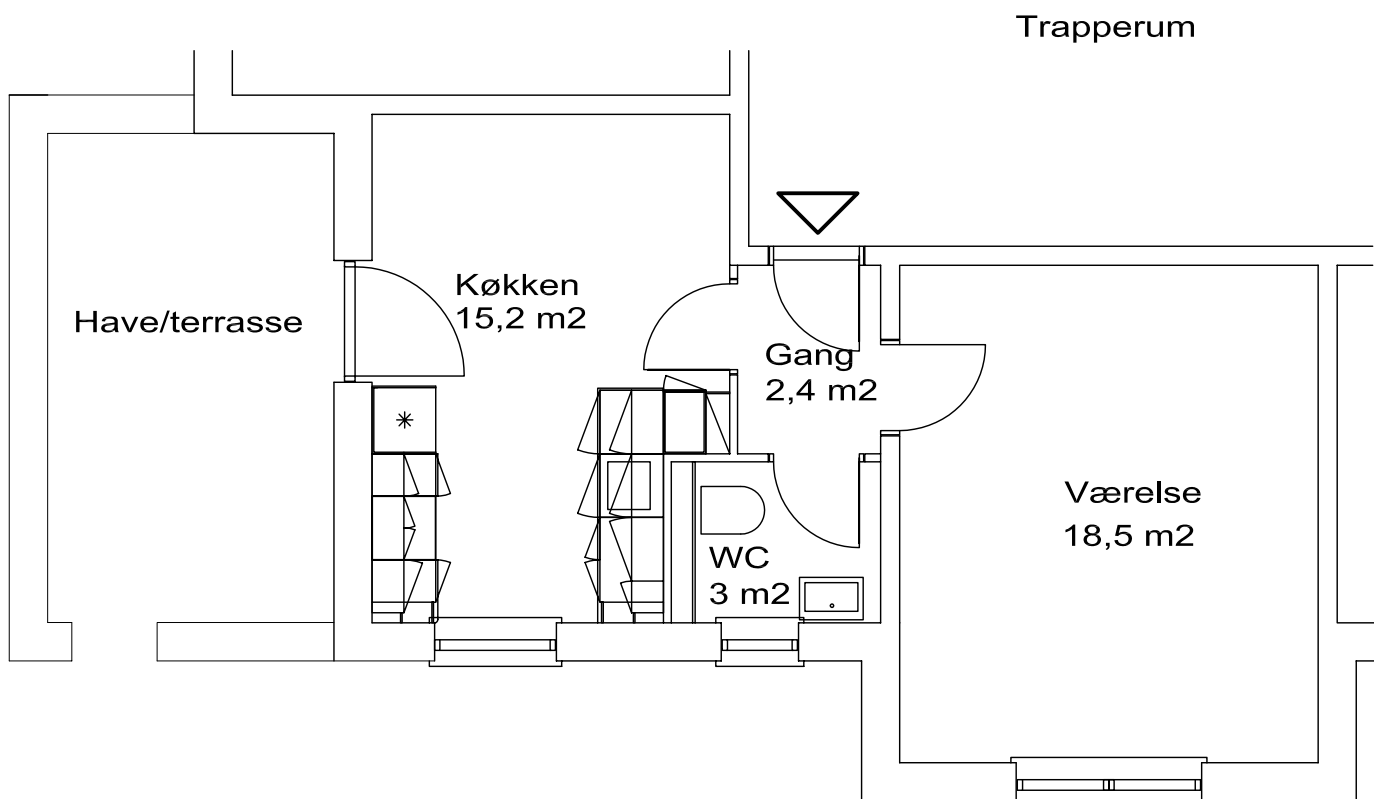 Trapperum
Køkken
15,2 m2
Have/terrasse
Gang
2,4 m2
Værelse
18,5 m2
WC
3 m2